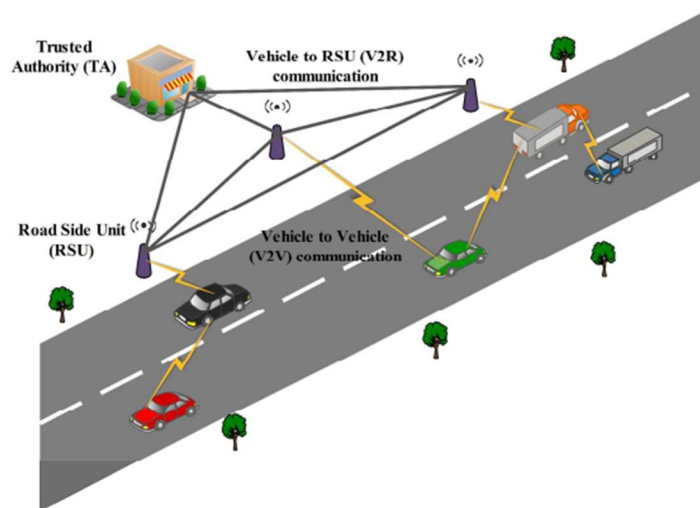 Trusted
Authority (TA)
Vehicle to RSU (V2R)
communication
Road Side Unit
(RSU)
Vehicle to Vehicle
(V2V) communication